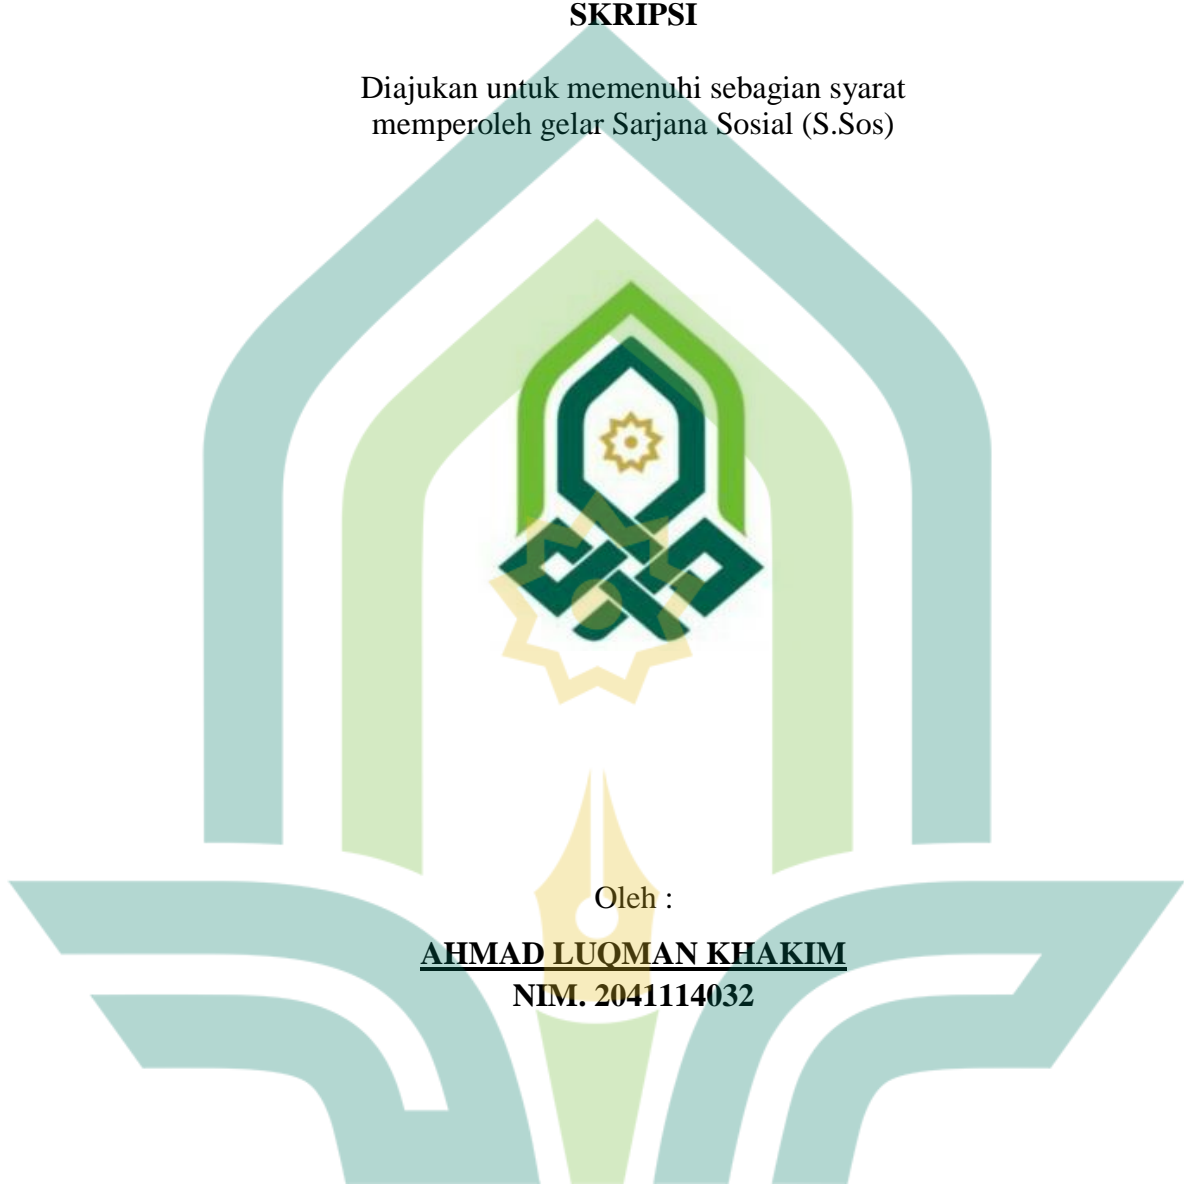 SKRIPSI
Diajukan untuk memenuhi sebagian syarat
memperoleh gelar Sarjana Sosial (S.Sos)
Oleh :
AHMAD LUQMAN KHAKIM
NIM. 2041114032